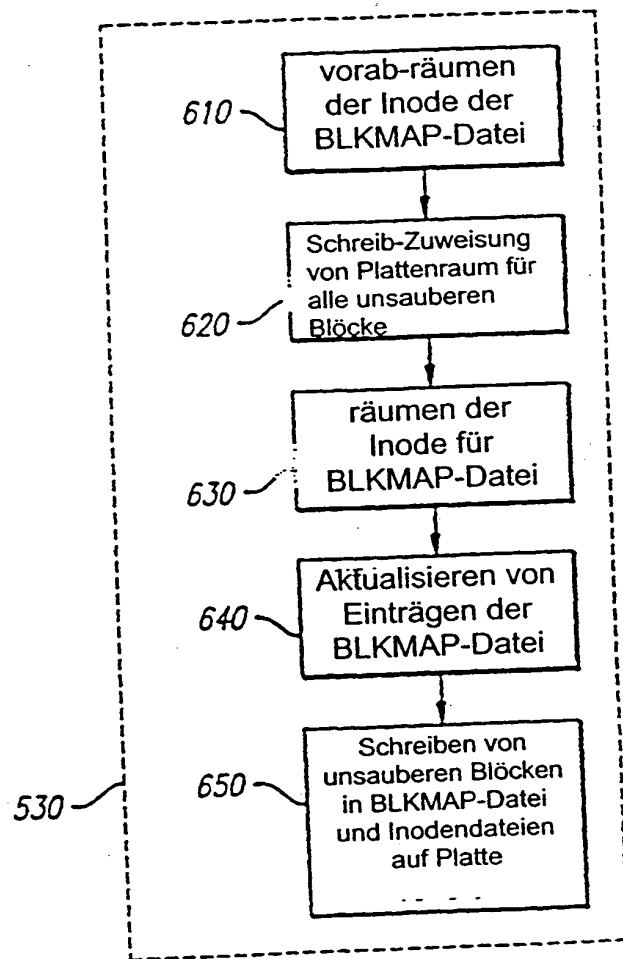 610
vorab-räumen
der Inode der
BLKMAP-Datei
620
Schreib-Zuweisung
von Plattenraum für
alle unsauberen
Blöcke
630
räumen der
Inode für
BLKMAP-Datei
640
Aktualisieren von
Einträgen der
BLKMAP-Datei
530
650
Schreiben von
unsauberen Blöcken
in BLKMAP-Datei
und Inodendateien
auf Platte